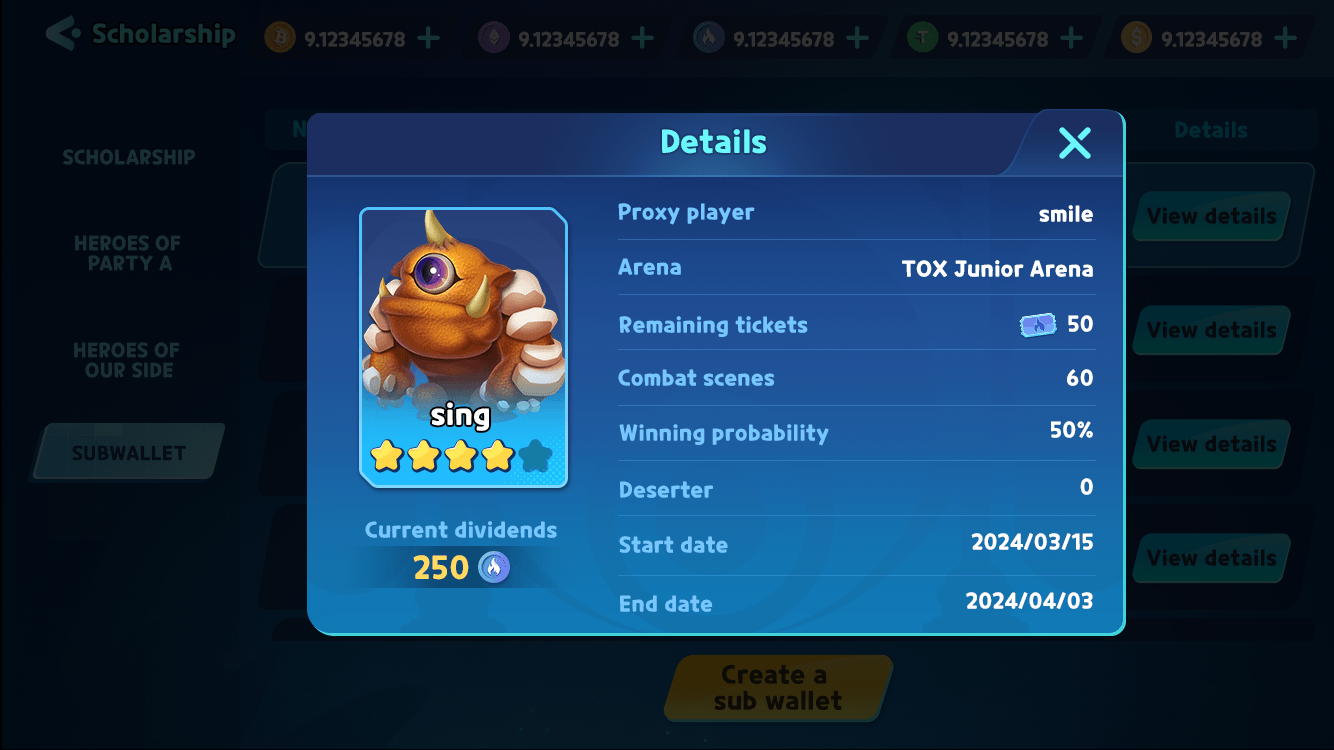 Scholarship
9.12345678
9.12345678
9.12345678
9.12345678
9.12345678
SCHOLARSHIP
HEROES OF
PARTY A
HEROES OF
OUR SIDE
SUBWALLET
Details
View details
View details
View details
View details
Details
sing
Current dividends
250
Proxy player
smile
Arena
TOX Junior Arena
Remaining tickets
50
Combat scenes
60
Winning probability
50%
Deserter
0
Start date
2024/03/15
End date
2024/04/03
Create a
sub wallet